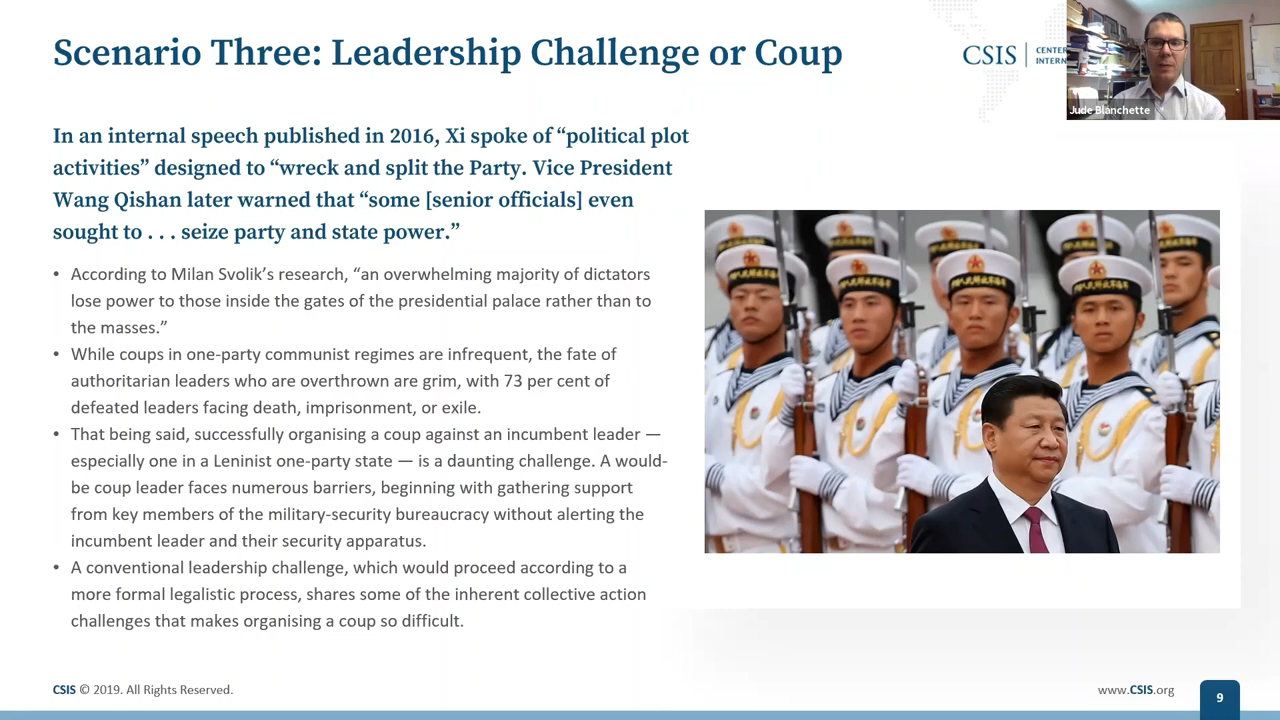 Scenario Three: Leadership Challenge or Coup
CSIS
CENTER
INTERN
Jude Blanchette
In an internal speech published in 2016, Xi spoke of “political plot
activities” designed to “wreck and split the Party. Vice President
Wang Qishan later warned that “some [senior officials] even
sought to . . . seize party and state power.”
• According to Milan Svolik’s research, “an overwhelming majority of dictators
lose power to those inside the gates of the presidential palace rather than to
the masses.”
• While coups in one-party communist regimes are infrequent, the fate of
authoritarian leaders who are overthrown are grim, with 73 per cent of
defeated leaders facing death, imprisonment, or exile.
• That being said, successfully organising a coup against an incumbent leader —
especially one in a Leninist one-party state — is a daunting challenge. A would-
be coup leader faces numerous barriers, beginning with gathering support
from key members of the military-security bureaucracy without alerting the
incumbent leader and their security apparatus.
• A conventional leadership challenge, which would proceed according to a
more formal legalistic process, shares some of the inherent collective action
challenges that makes organising a coup so difficult.
CSIS © 2019. All Rights Reserved.
www.CSIS.org
9